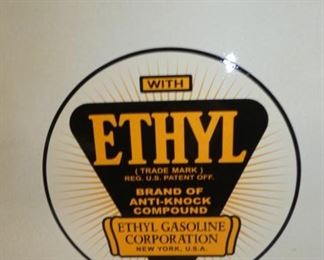 WITH
ETHYL
( TRADE MARK )
REG. U.S. PATENT OFF.
BRAND OF
ANTI-KNOCK
COMPOUND
ETHYL GASOLINE
CORPORATION
NEW YORK, U.S.A.